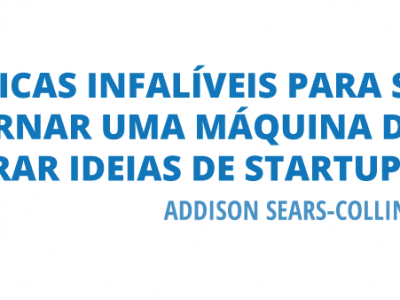 ICAS INFALÍVEIS PARA S
RNAR UMA MÁQUINA D
RAR IDEIAS DE STARTUP
ADDISON SEARS-COLLIN